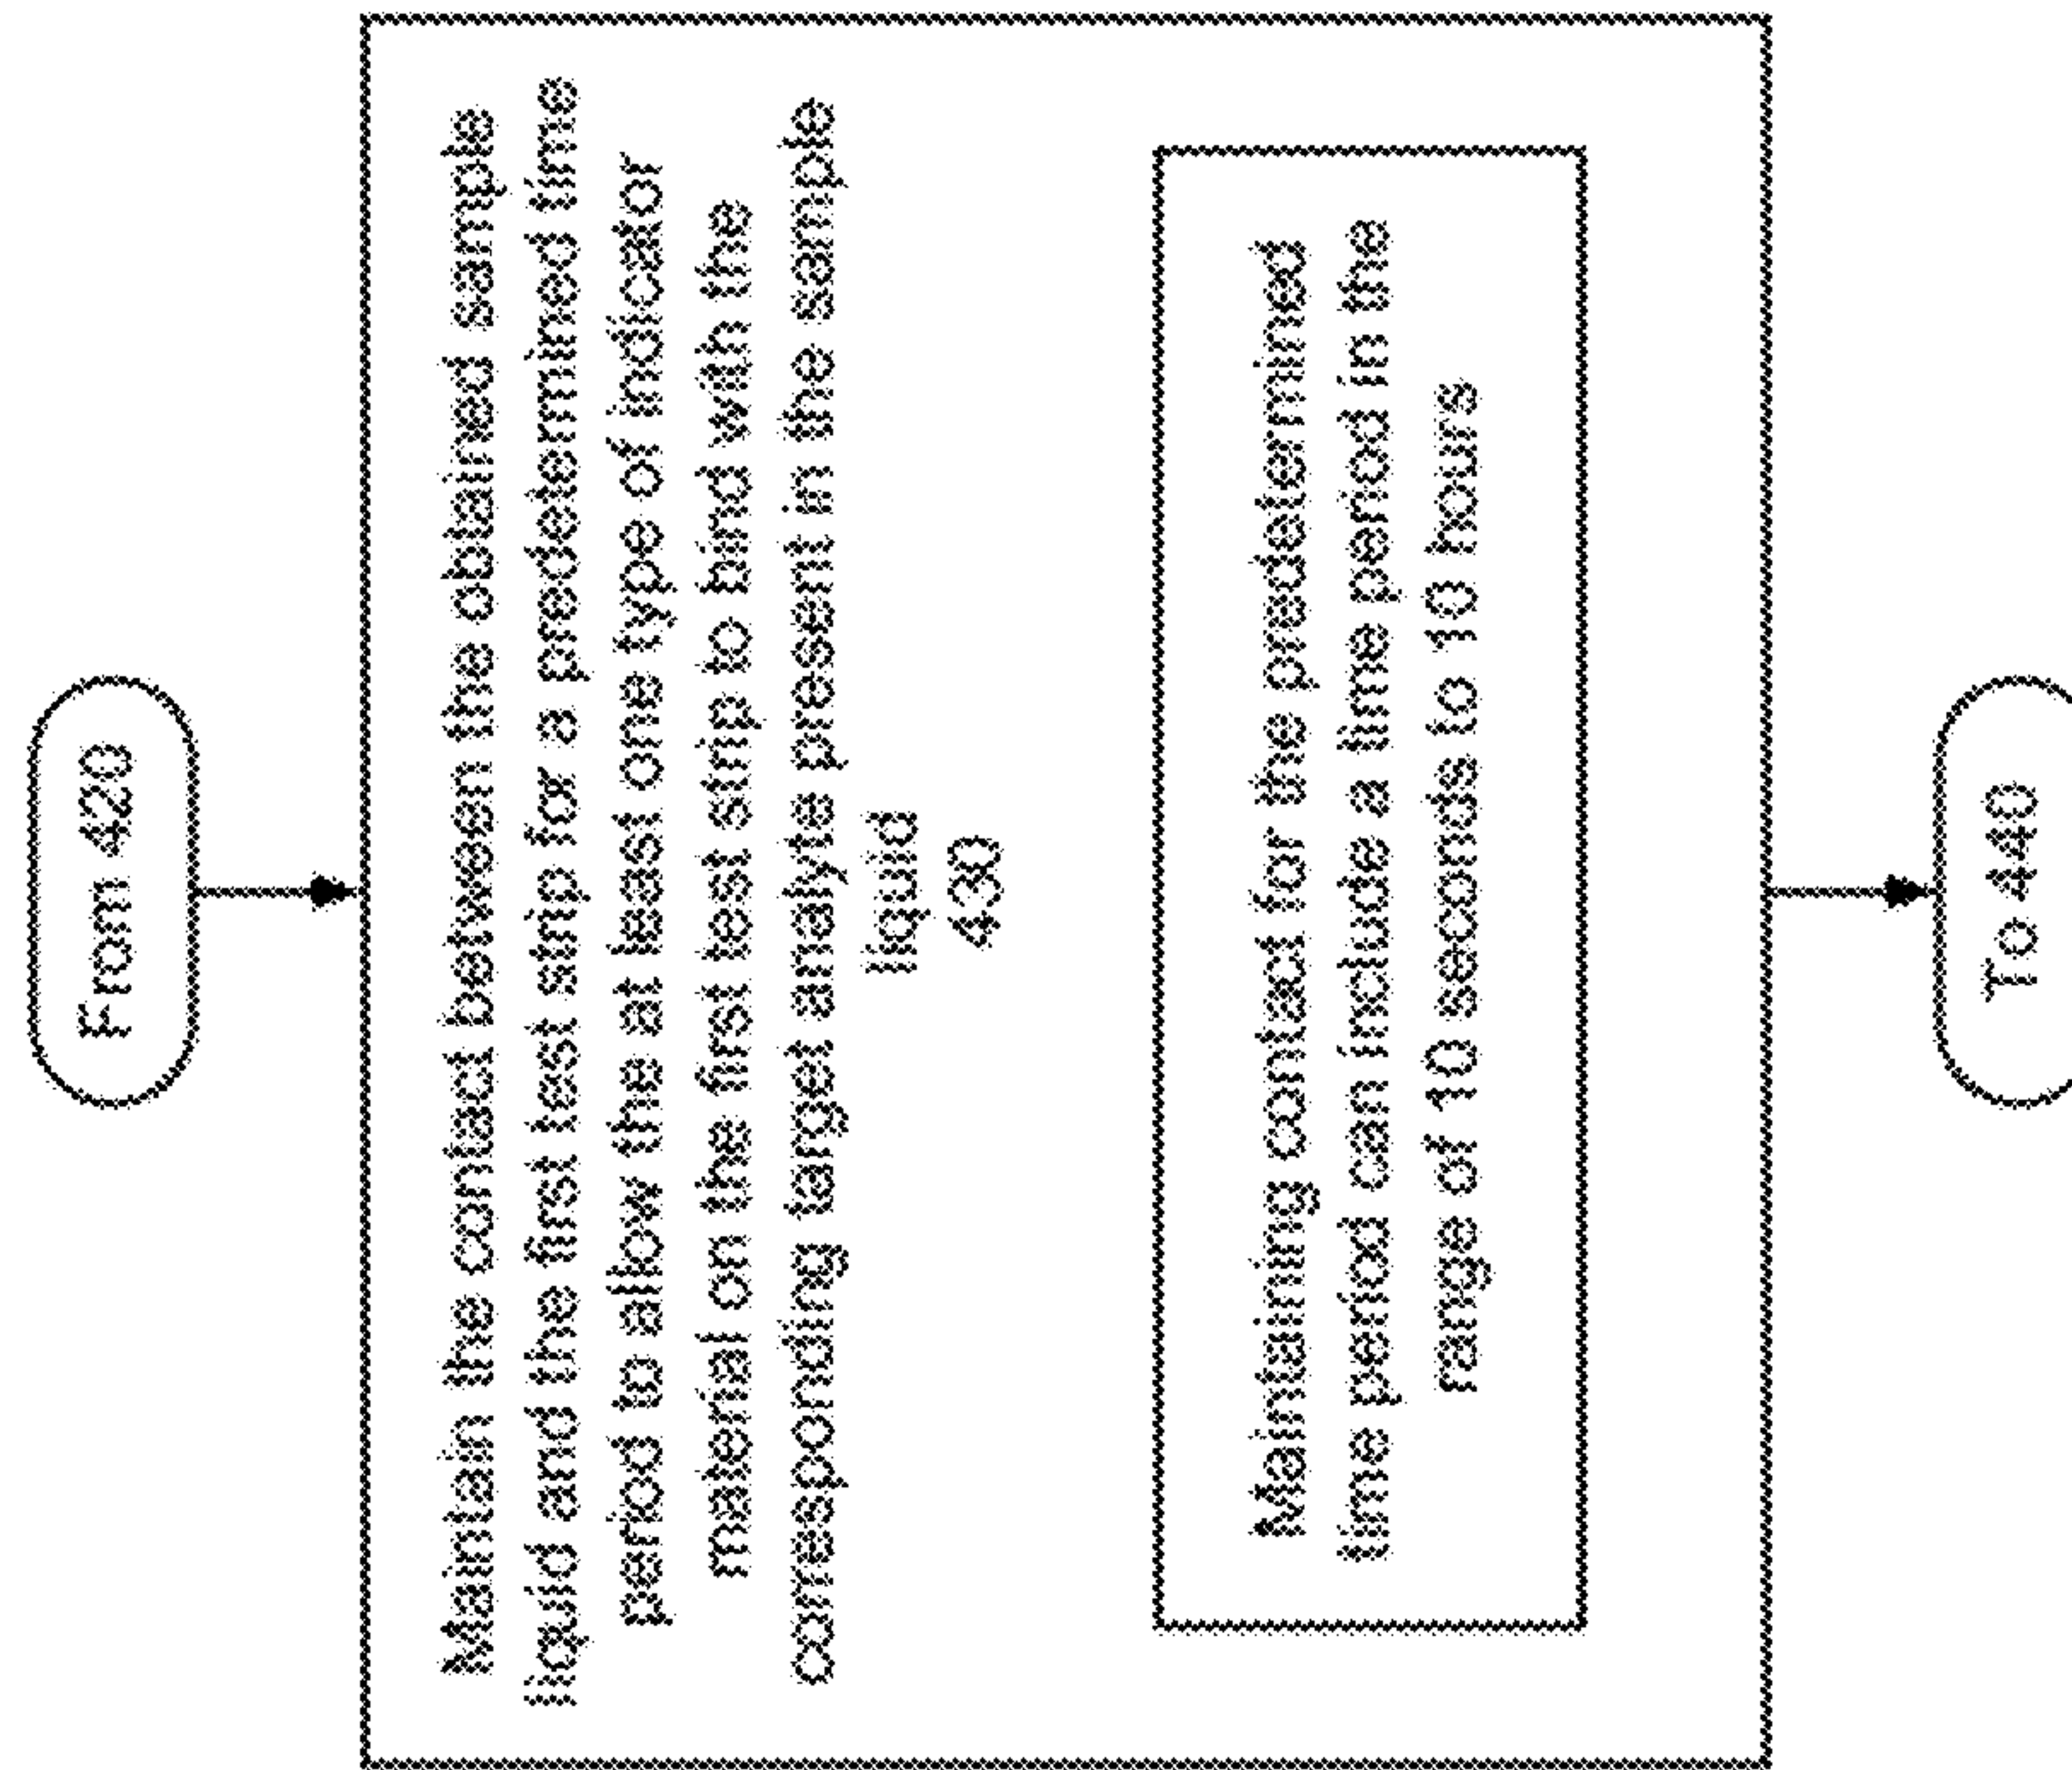 From 420
Maintain the contact between the obtained sample
liquid and the first test strip for a predetermined time
period to allow the at least one type of indicator
material on the first test strip to bind with the
corresponding target analyte present in the sample
liquid
430
Maintaining contact for the predetermined
time period can include a time period in the
range of 10 seconds to 10 hours
To 440